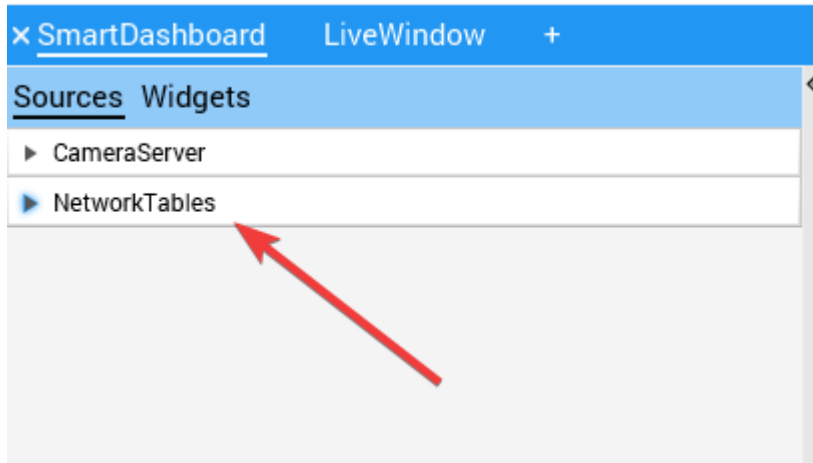 × SmartDashboard LiveWindow +
Sources Widgets
CameraServer
NetworkTables